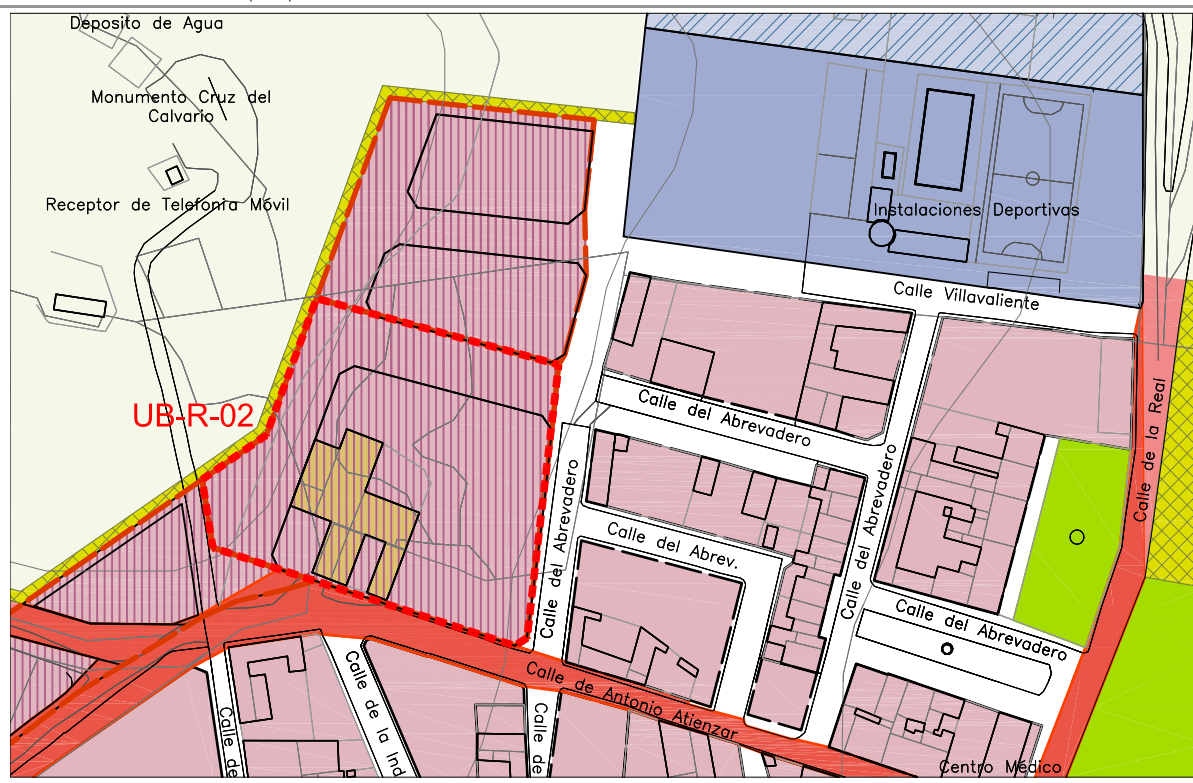 Deposito de Agua
Monumento Cruz del
Calvario
Receptor de Telefonía Móvil
Instalaciones Deportivas
Calle Villavaliente
UB-R-02
Calle del Abrevadero
Calle de la Real
Calle del Abrevadero
Calle del Abrevadero
Calle del Abrev.
Calle del Abrevadero
Calle de Antonio Atienzar
Calle de
Calle de la Ind
Calle de
Centro Médico